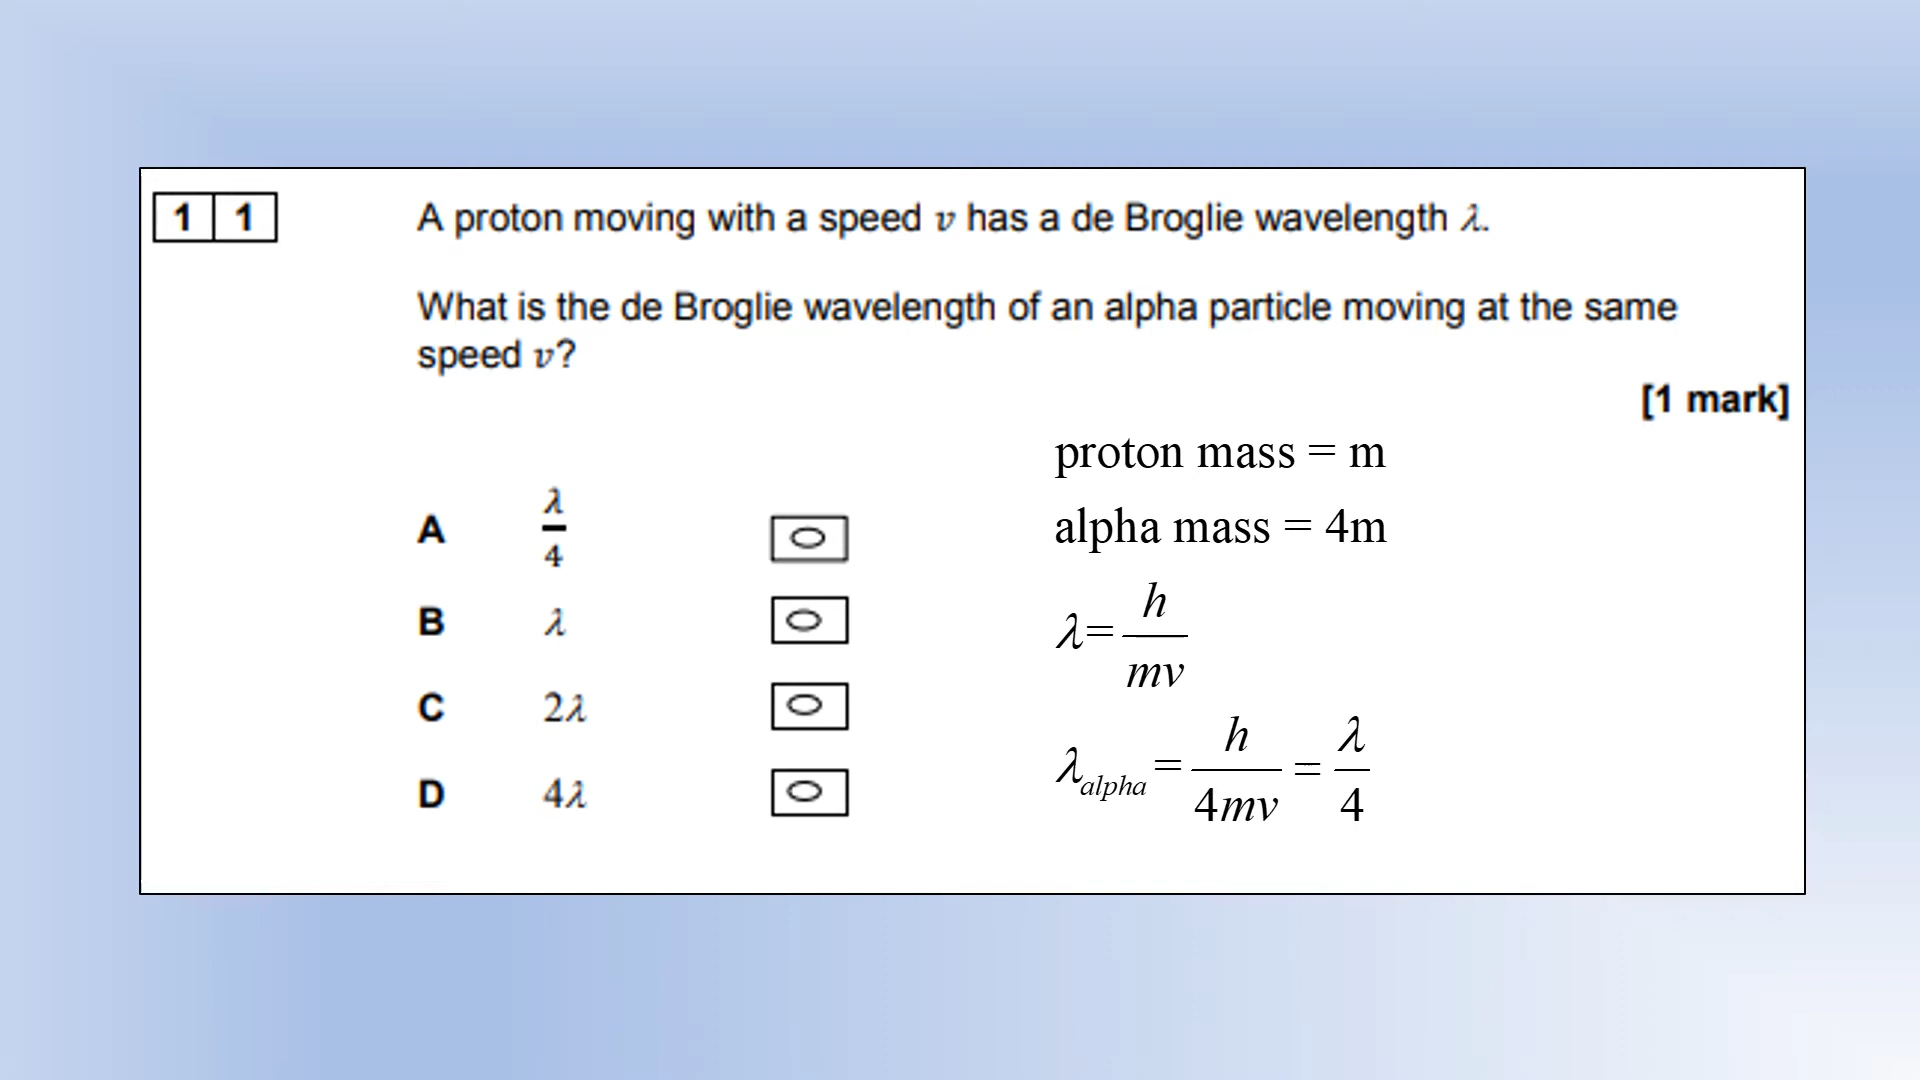 1 1 A proton moving with a speed v has a de Broglie wavelength λ.
What is the de Broglie wavelength of an alpha particle moving at the same
speed v?
[1 mark]
proton mass = m
alpha mass = 4m
A λ/4
B λ
C 2λ
D 4λ
λ = h/mv
λalpha = h/4mv = λ/4